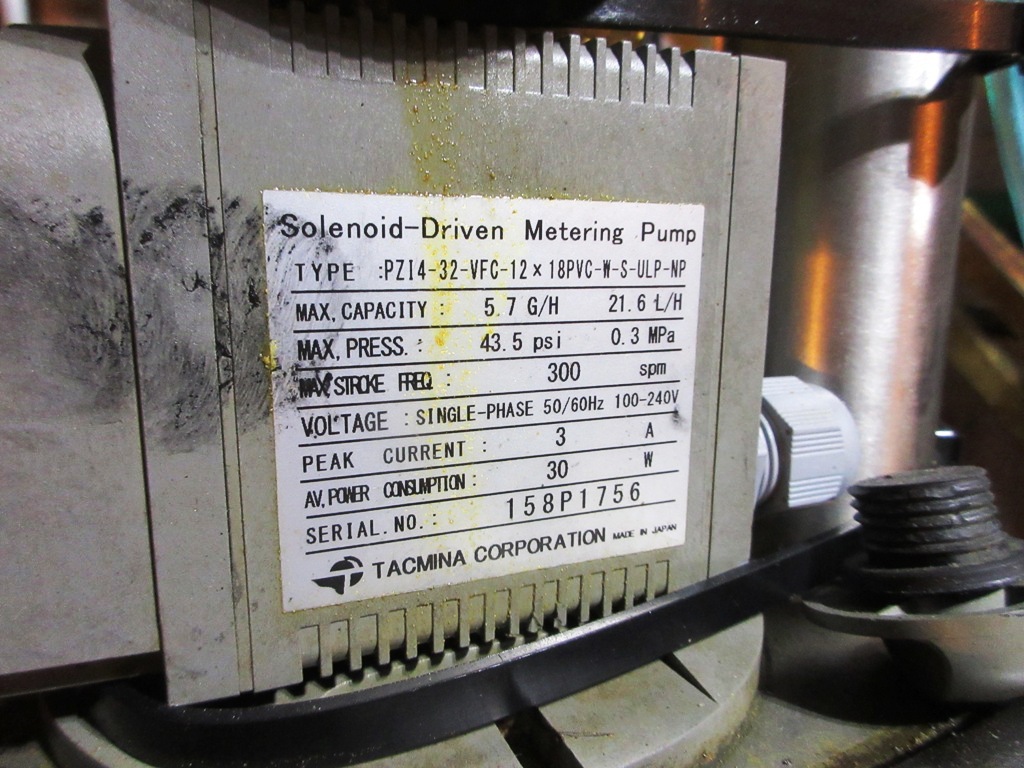 Solenoid-Driven Metering Pump
TYPE :PZI4-32-VFC-12×18PVC-W-S-ULP-NP
MAX, CAPACITY : 5.7 G/H 21.6 L/H
MAX, PRESS. : 43.5 psi 0.3 MPa
MAX, STROKE FREQ. : 300 spm
VOLTAGE : SINGLE-PHASE 50/60Hz 100-240V
PEAK CURRENT : 3 A
AV, POWER CONSUMPTION : 30 W
SERIAL. NO. : 158P1756
TACMINA CORPORATION MADE IN JAPAN